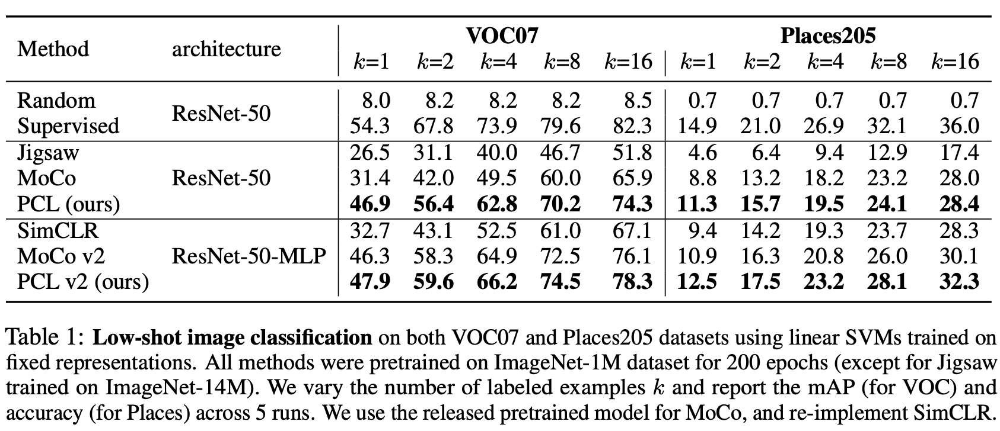 VOC07 Places205
Method architecture k=1 k=2 k=4 k=8 k=16 k=1 k=2 k=4 k=8 k=16
Random ResNet-50 8.0 8.2 8.2 8.2 8.5 0.7 0.7 0.7 0.7 0.7
Supervised 54.3 67.8 73.9 79.6 82.3 14.9 21.0 26.9 32.1 36.0
Jigsaw 26.5 31.1 40.0 46.7 51.8 4.6 6.4 9.4 12.9 17.4
MoCo ResNet-50 31.4 42.0 49.5 60.0 65.9 8.8 13.2 18.2 23.2 28.0
PCL (ours) 46.9 56.4 62.8 70.2 74.3 11.3 15.7 19.5 24.1 28.4
SimCLR 32.7 43.1 52.5 61.0 67.1 9.4 14.2 19.3 23.7 28.3
MoCo v2 ResNet-50-MLP 46.3 58.3 64.9 72.5 76.1 10.9 16.3 20.8 26.0 30.1
PCL v2 (ours) 47.9 59.6 66.2 74.5 78.3 12.5 17.5 23.2 28.1 32.3
Table 1: Low-shot image classification on both VOC07 and Places205 datasets using linear SVMs trained on
fixed representations. All methods were pretrained on ImageNet-1M dataset for 200 epochs (except for Jigsaw
trained on ImageNet-14M). We vary the number of labeled examples k and report the mAP (for VOC) and
accuracy (for Places) across 5 runs. We use the released pretrained model for MoCo, and re-implement SimCLR.